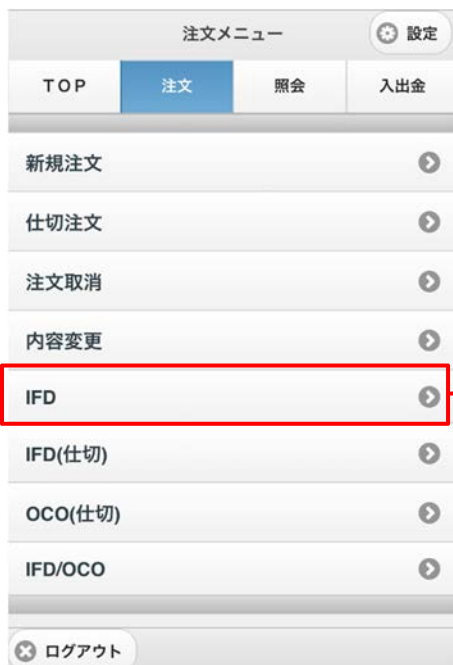 注文メニュー 設定
TOP 注文 照会 入出金
新規注文
仕切注文
注文取消
内容変更
IFD
IFD(仕切)
OCO(仕切)
IFD/OCO
ログアウト